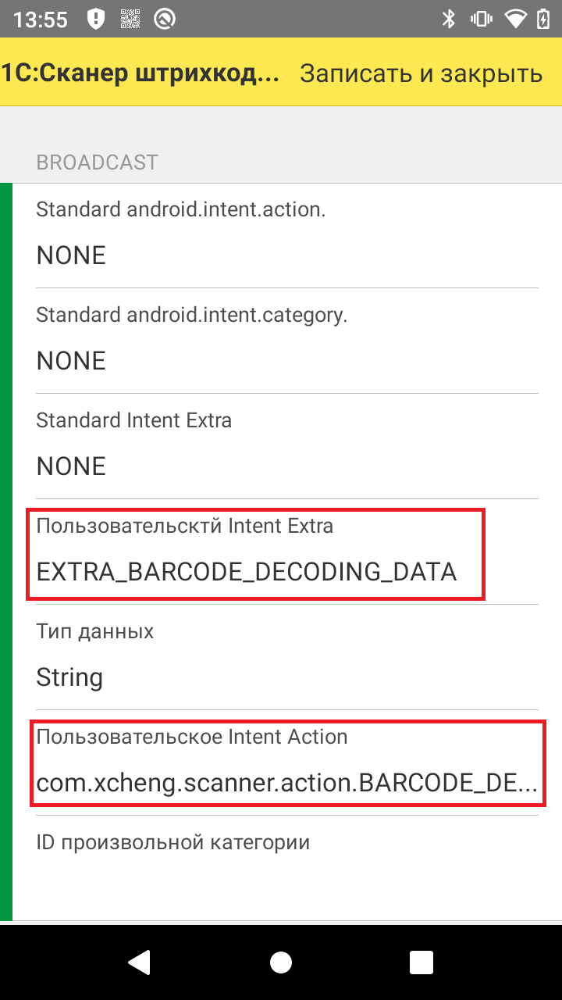 13:55
1С:Сканер штрихкод... Записать и закрыть
BROADCAST
Standard android.intent.action.
NONE
Standard android.intent.category.
NONE
Standard Intent Extra
NONE
Пользовательсктй Intent Extra
EXTRA_BARCODE_DECODING_DATA
Тип данных
String
Пользовательское Intent Action
com.xcheng.scanner.action.BARCODE_DE...
ID произвольной категории